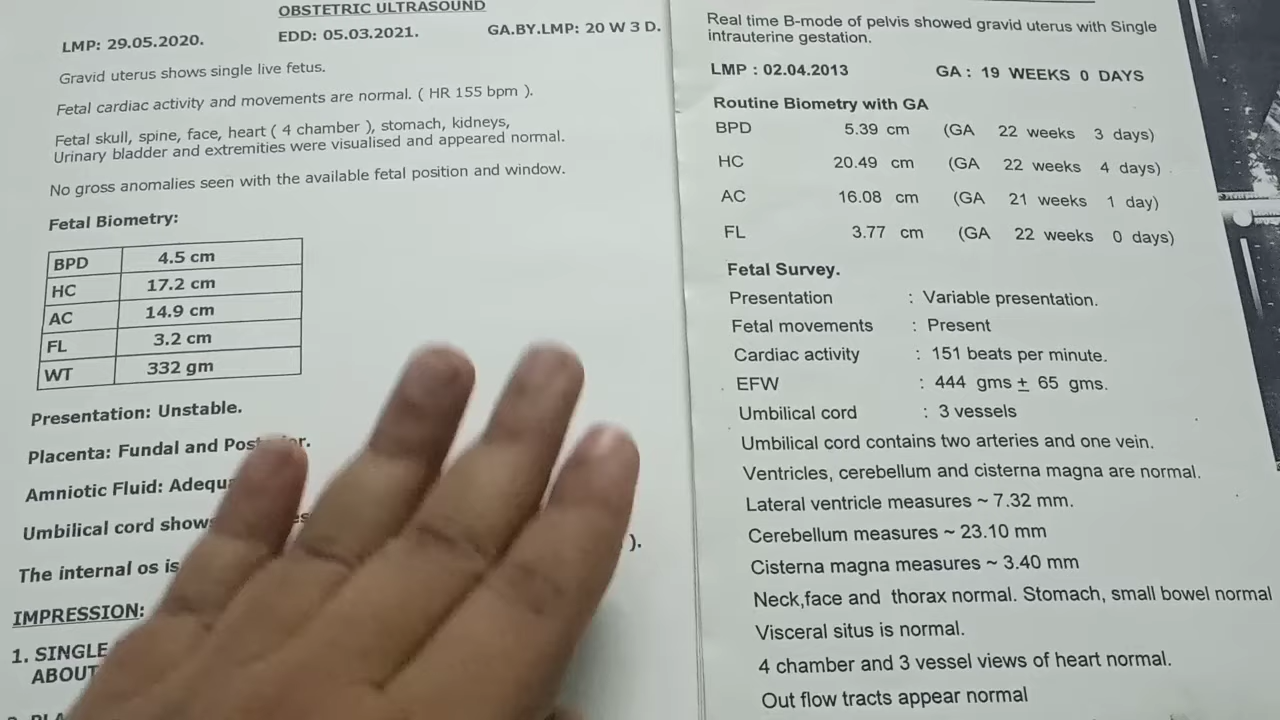 OBSTETRIC ULTRASOUND
LMP: 29.05.2020. EDD: 05.03.2021. GA.BY.LMP: 20 W 3 D.
Gravid uterus shows single live fetus.
Fetal cardiac activity and movements are normal. ( HR 155 bpm ).
Fetal skull, spine, face, heart ( 4 chamber ), stomach, kidneys,
Urinary bladder and extremities were visualised and appeared normal.
No gross anomalies seen with the available fetal position and window.
Fetal Biometry:
BPD 4.5 cm
HC 17.2 cm
AC 14.9 cm
FL 3.2 cm
WT 332 gm
Presentation: Unstable.
Placenta: Fundal and
Amniotic Fluid:
Umbilical cord
The internal os is
).
IMPRESSION:
1. SINGLE
ABOUT
Real time B-mode of pelvis showed gravid uterus with Single
intrauterine gestation.
LMP : 02.04.2013 GA : 19 WEEKS 0 DAYS
Routine Biometry with GA
BPD 5.39 cm (GA 22 weeks 3 days)
HC 20.49 cm (GA 22 weeks 4 days)
AC 16.08 cm (GA 21 weeks 1 day)
FL 3.77 cm (GA 22 weeks 0 days)
Fetal Survey.
Presentation : Variable presentation.
Fetal movements : Present
Cardiac activity : 151 beats per minute.
EFW : 444 gms ± 65 gms.
Umbilical cord : 3 vessels
Umbilical cord contains two arteries and one vein.
Ventricles, cerebellum and cisterna magna are normal.
Lateral ventricle measures ~ 7.32 mm.
Cerebellum measures ~ 23.10 mm
Cisterna magna measures ~ 3.40 mm
Neck,face and thorax normal. Stomach, small bowel normal
Visceral situs is normal.
4 chamber and 3 vessel views of heart normal.
Out flow tracts appear normal